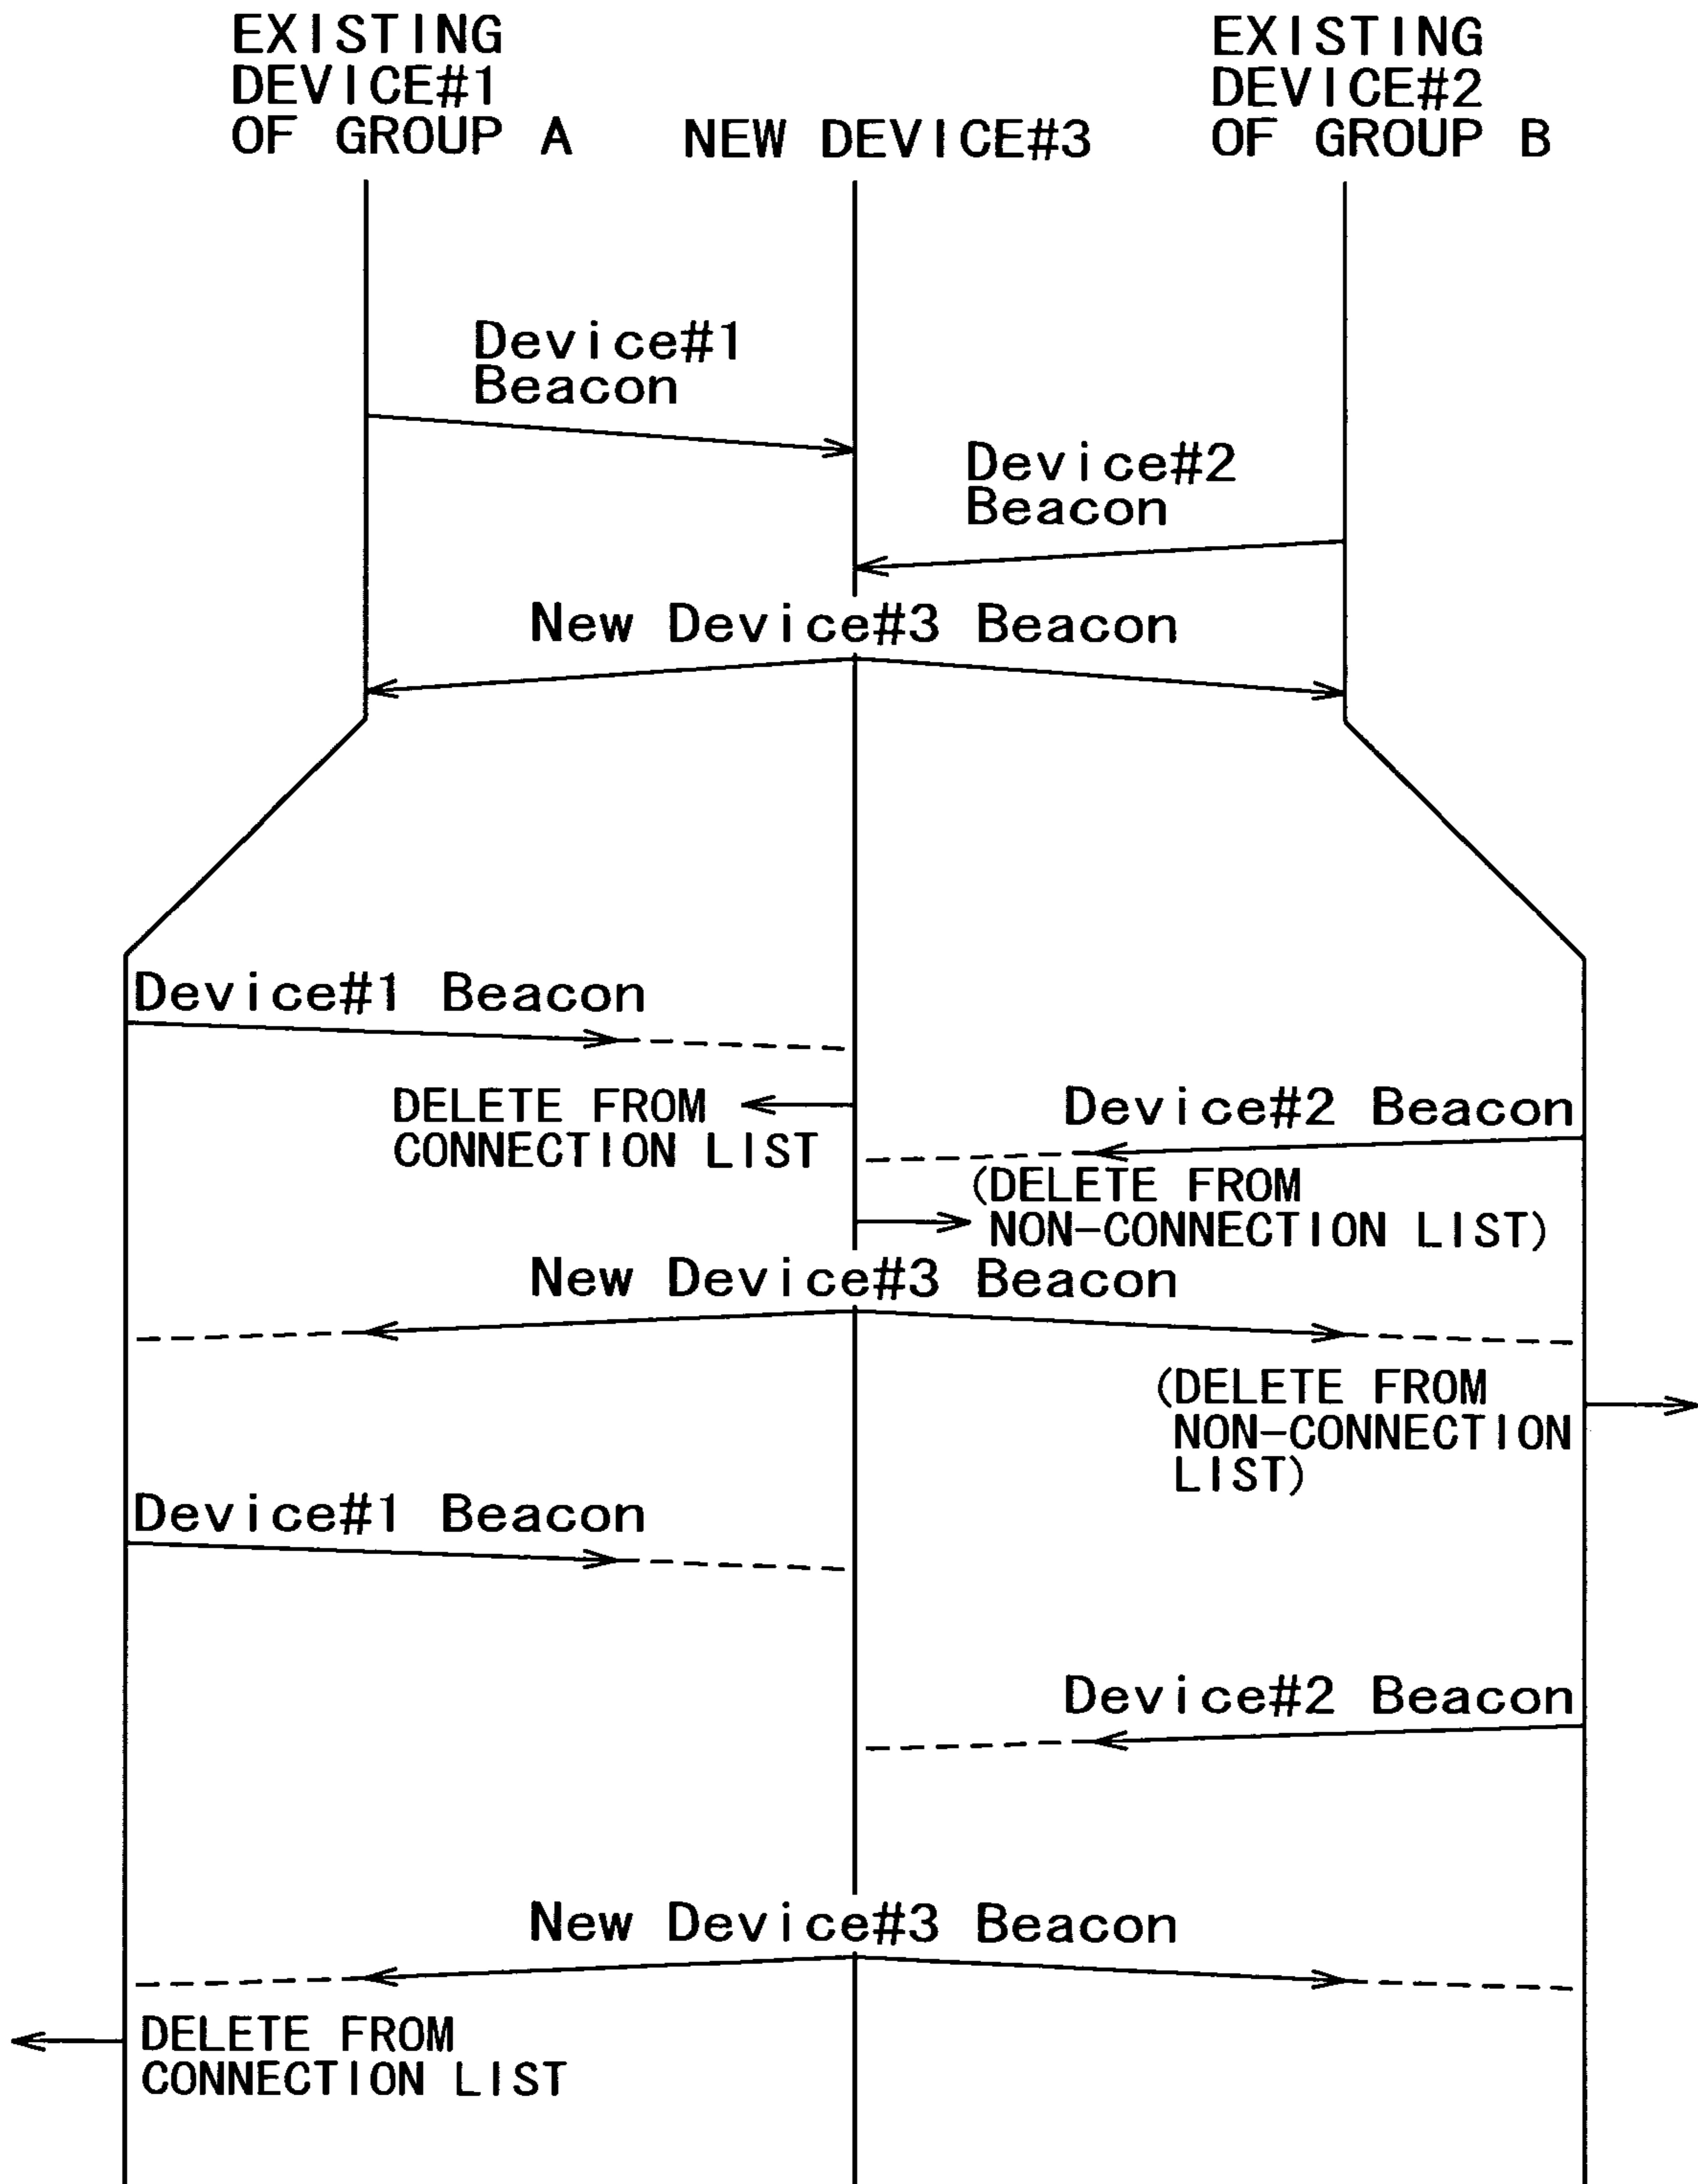 EXISTING
DEVICE#1
OF GROUP A
NEW DEVICE#3
EXISTING
DEVICE#2
OF GROUP B
Device#1
Beacon
Device#2
Beacon
New Device#3 Beacon
Device#1 Beacon
DELETE FROM
CONNECTION LIST
Device#2 Beacon
(DELETE FROM
NON-CONNECTION LIST)
New Device#3 Beacon
(DELETE FROM
NON-CONNECTION
LIST)
Device#1 Beacon
Device#2 Beacon
New Device#3 Beacon
DELETE FROM
CONNECTION LIST